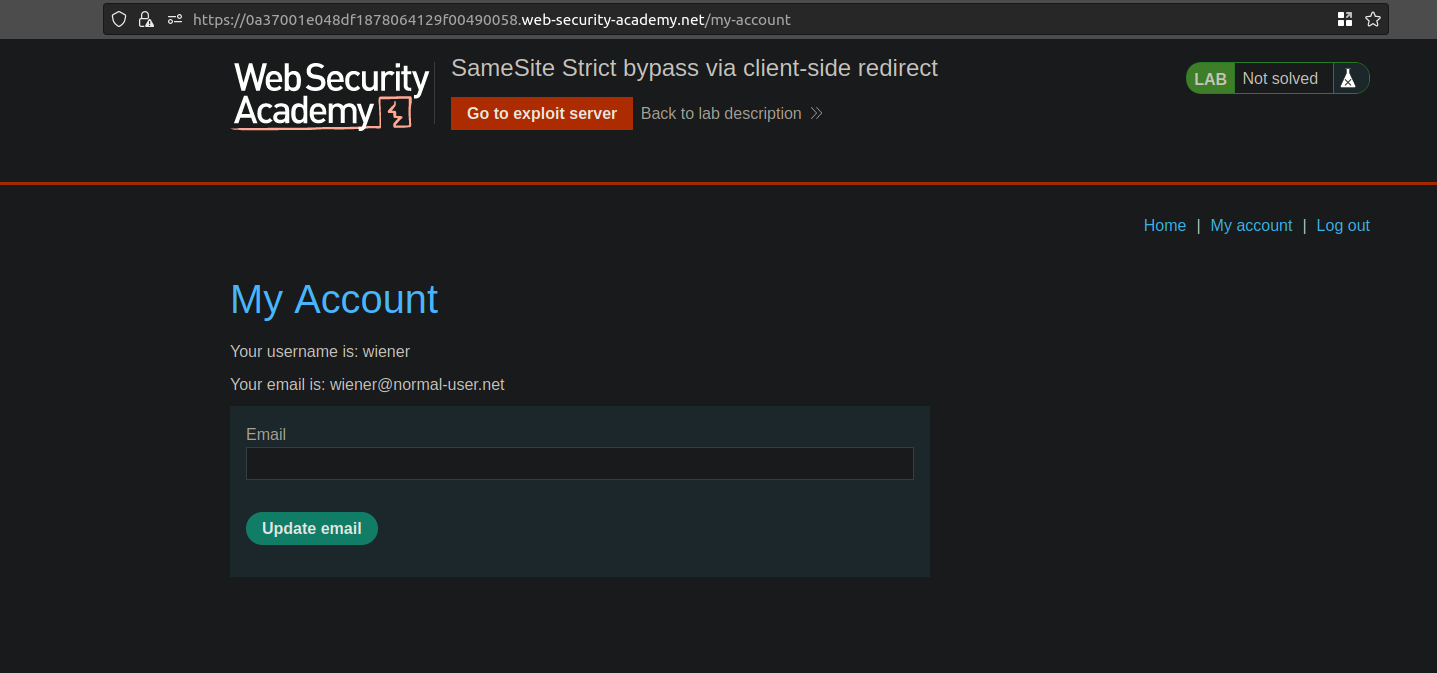 https://0a37001e048df1878064129f00490058.web-security-academy.net/my-account
WebSecurity
Academy
SameSite Strict bypass via client-side redirect
Go to exploit server
Back to lab description
LAB
Not solved
Home | My account | Log out
My Account
Your username is: wiener
Your email is: wiener@normal-user.net
Email
Update email